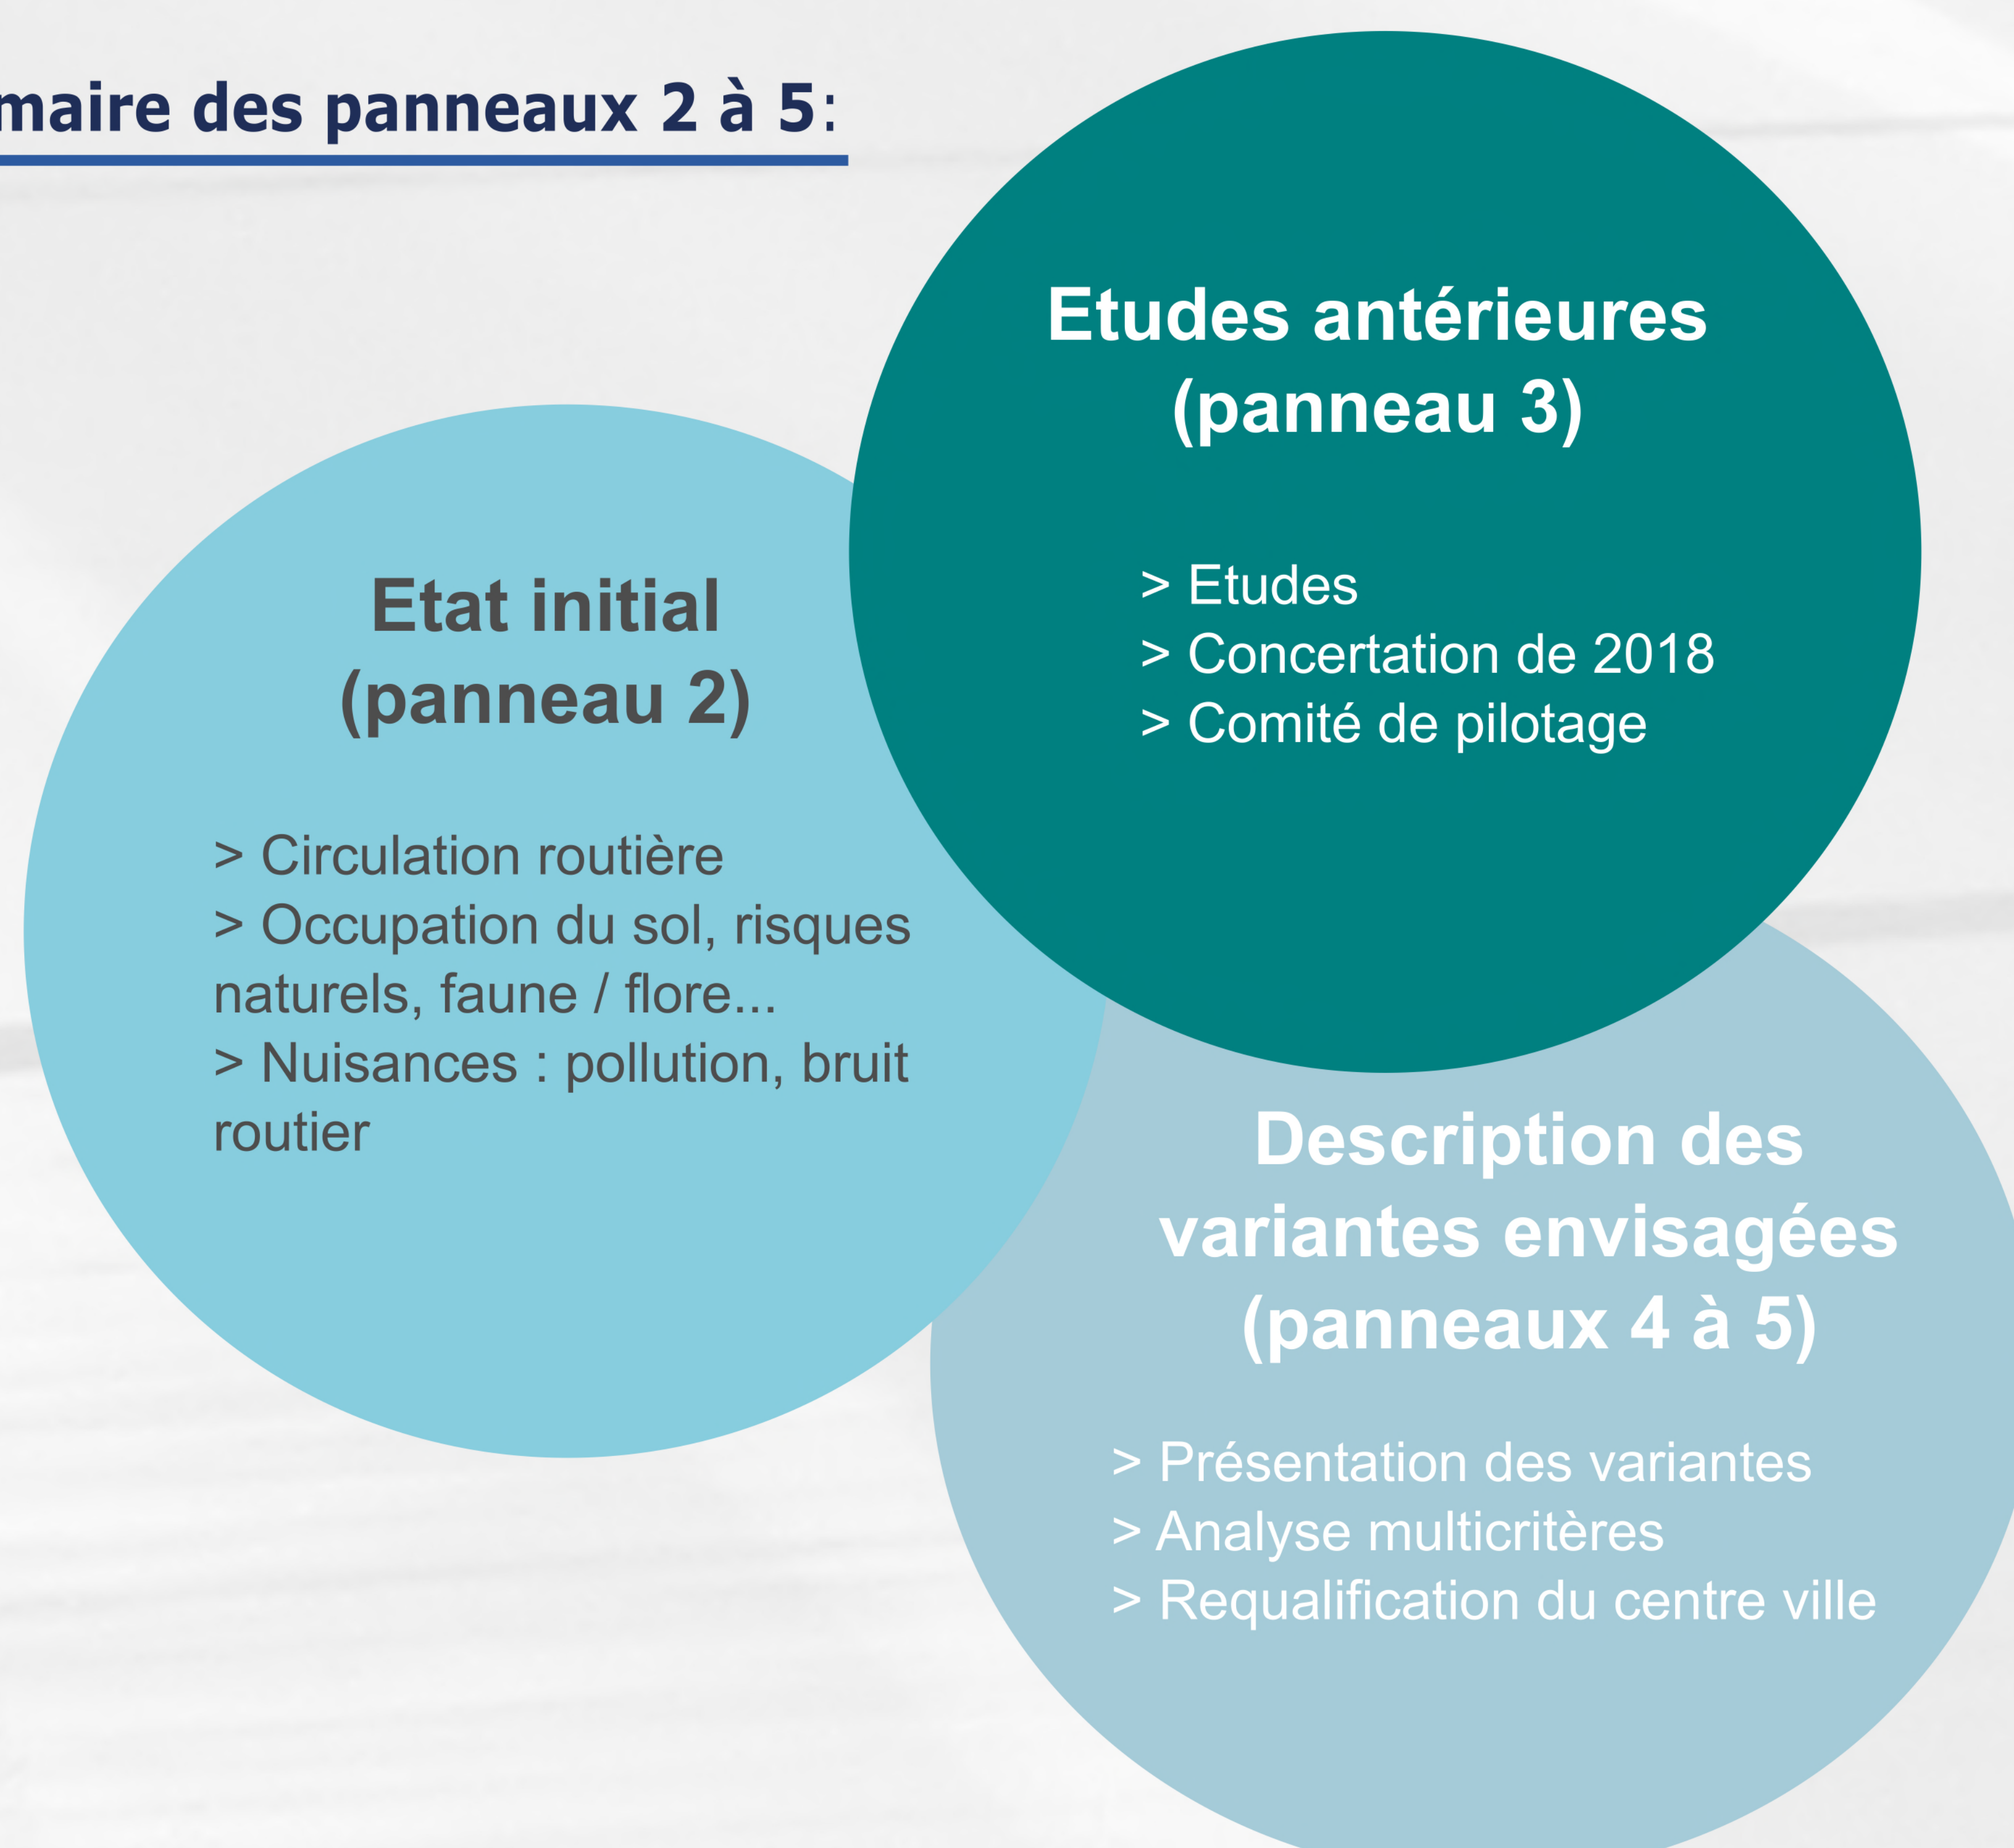 maire des panneaux 2 à 5:
Etat initial
(panneau 2)
> Circulation routière
> Occupation du sol, risques
naturels, faune / flore...
> Nuisances : pollution, bruit
routier
Etudes antérieures
(panneau 3)
> Etudes
> Concertation de 2018
> Comité de pilotage
Description des
variantes envisagées
(panneaux 4 à 5)
> Présentation des variantes
> Analyse multicritères
> Requalification du centre ville